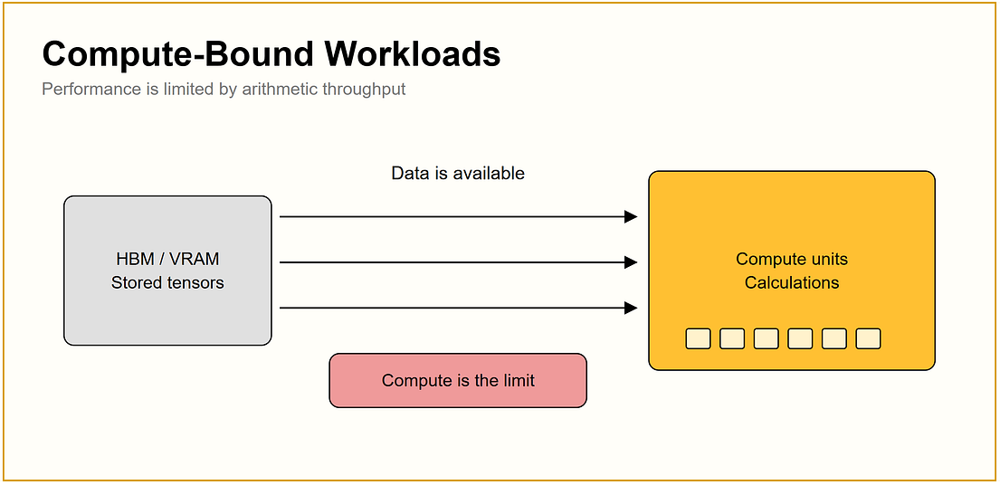 Compute-Bound Workloads
Performance is limited by arithmetic throughput
Data is available
HBM / VRAM
Stored tensors
Compute units
Calculations
Compute is the limit